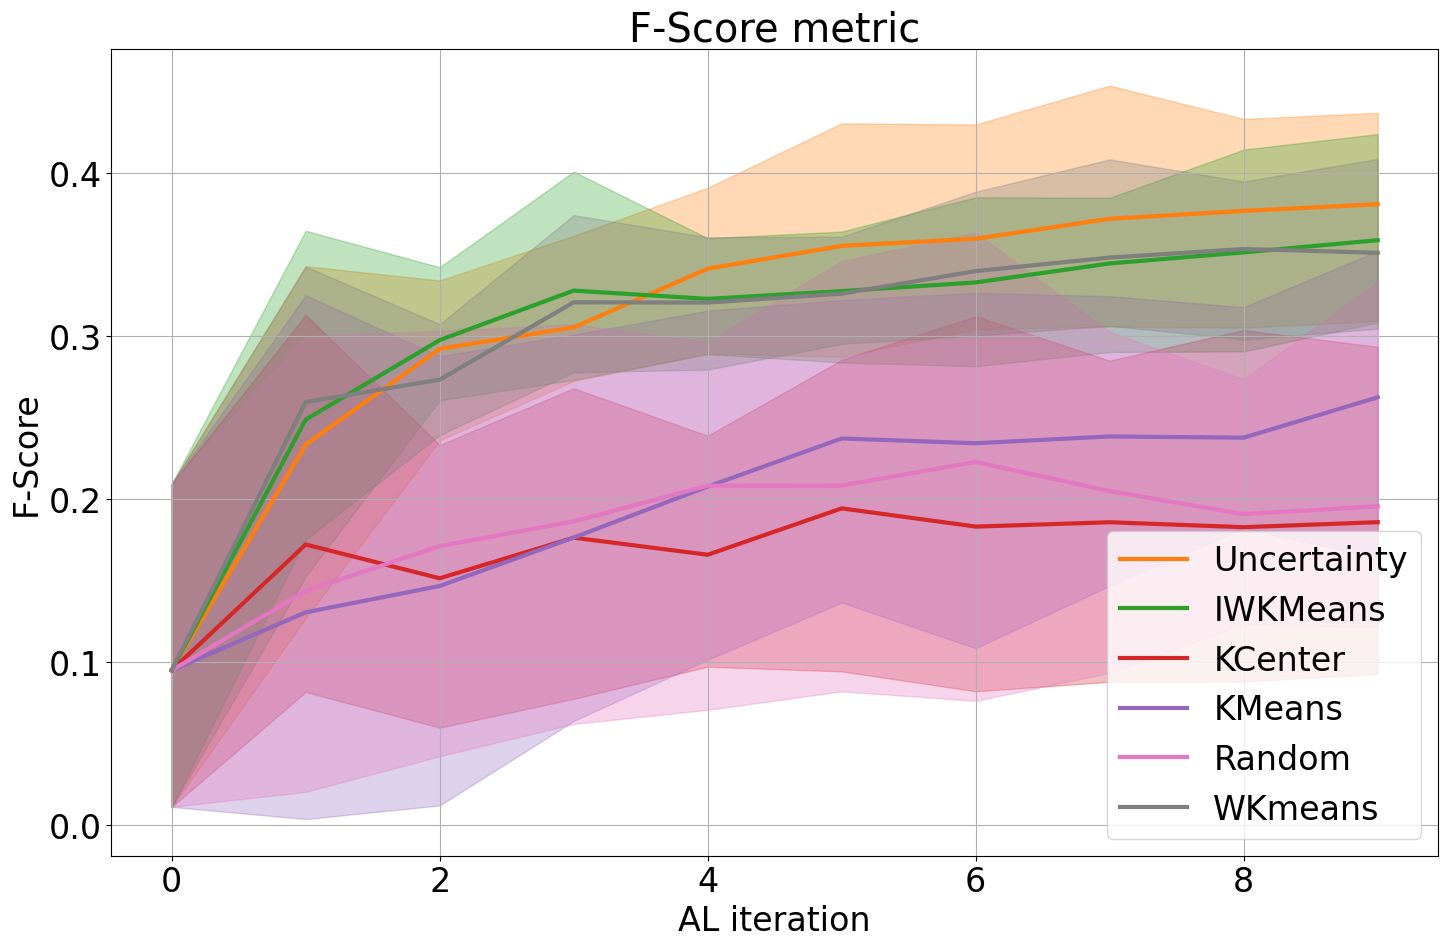 F-Score metric
F-Score
0.4
0.3
0.2
0.1
0.0
0 2 4 6 8
AL iteration
Uncertainty
IWKMeans
KCenter
KMeans
Random
WKmeans